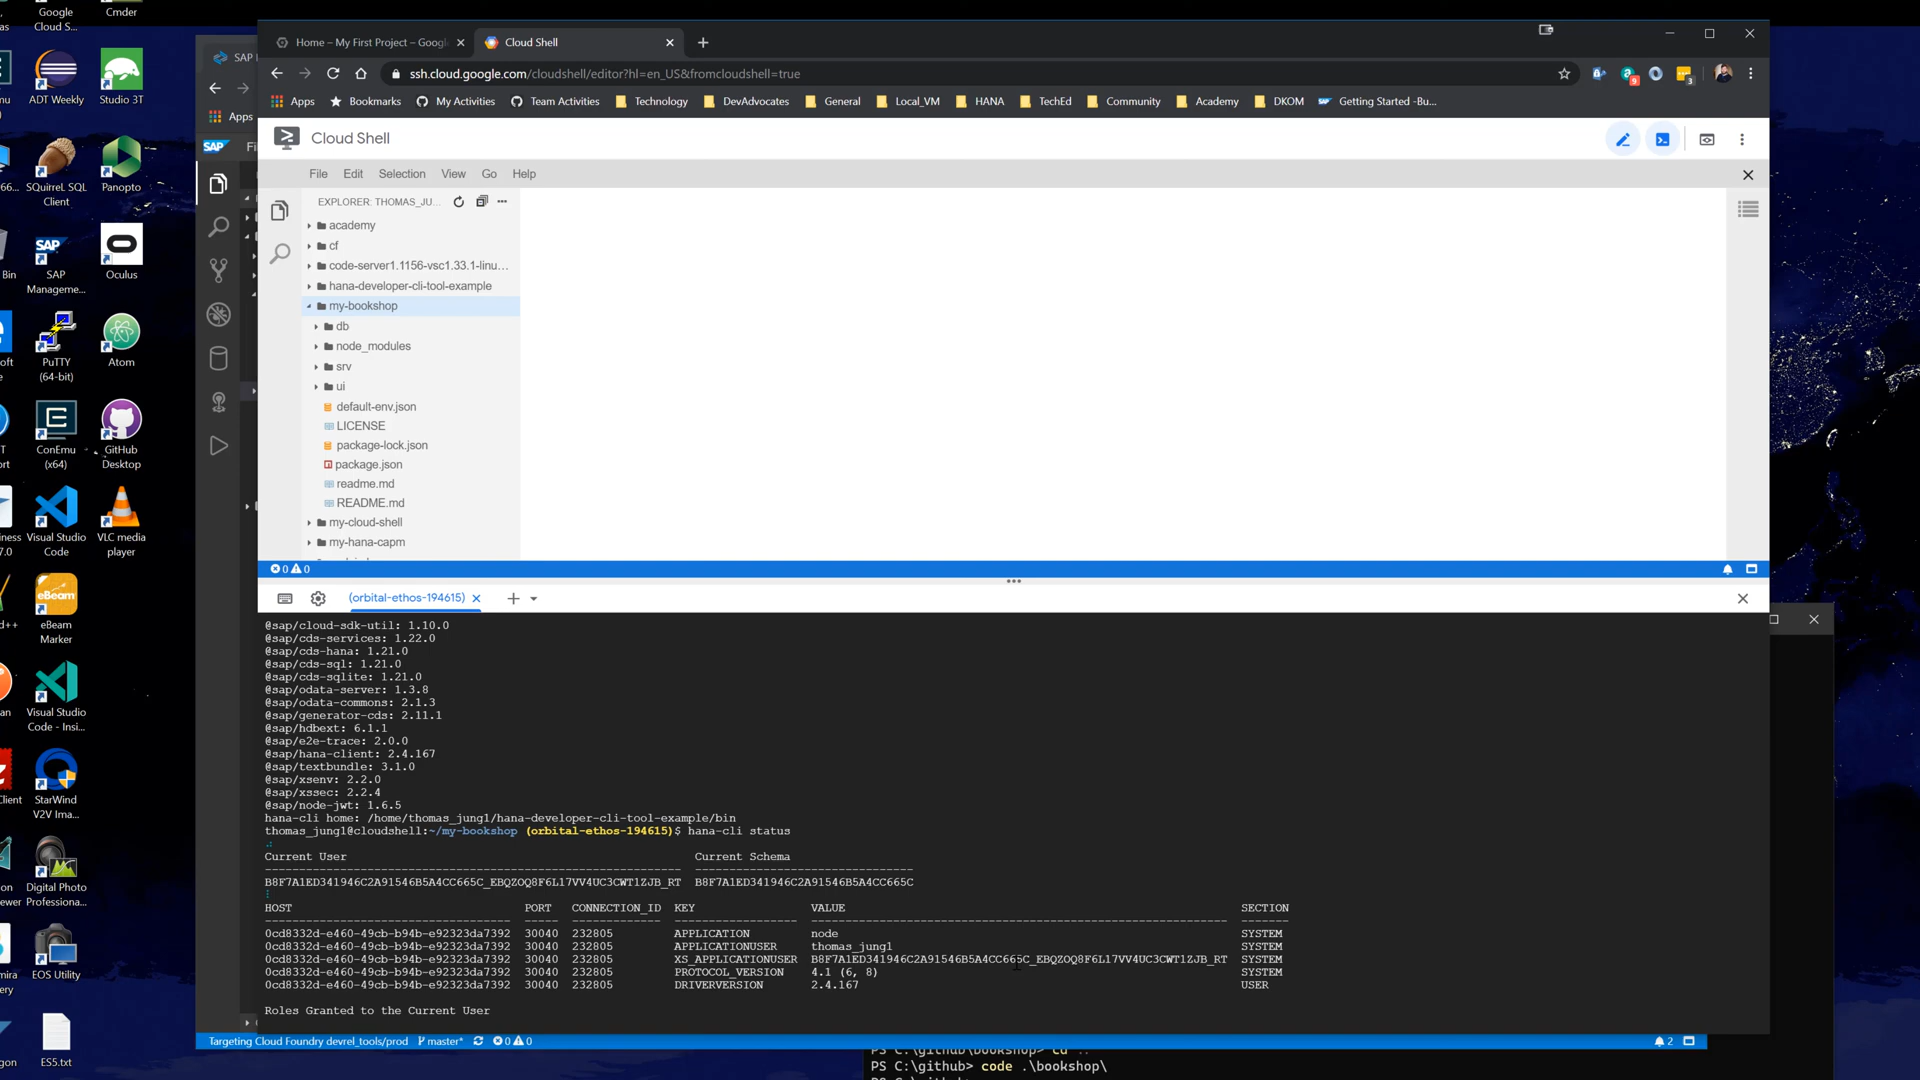 Google
Cloud S...
Cmder
ADT Weekly
Studio 3T
SQuirreL SQL
Client
Panopto
Bin
SAP
Manageme...
Oculus
PuTTY
(64-bit)
Atom
ConEmu
(x64)
GitHub
Desktop
Visual Studio
Code
VLC media
player
eBeam
Marker
Visual Studio
Code - Insi...
StarWind
V2V Ima...
Digital Photo
Professiona...
EOS Utility
ES5.txt
SAP
Apps
SAP
Home – My First Project – Googl
Cloud Shell
ssh.cloud.google.com/cloudshell/editor?hl=en_US&fromcloudshell=true
Apps
Bookmarks
My Activities
Team Activities
Technology
DevAdvocates
General
Local_VM
HANA
TechEd
Community
Academy
DKOM
Getting Started -Bu...
Cloud Shell
File Edit Selection View Go Help
EXPLORER: THOMAS_JU...
academy
cf
code-server1.1156-vsc1.33.1-linu...
hana-developer-cli-tool-example
my-bookshop
db
node_modules
srv
ui
default-env.json
LICENSE
package-lock.json
package.json
readme.md
README.md
my-cloud-shell
my-hana-capm
0 0
(orbital-ethos-194615)
@sap/cloud-sdk-util: 1.10.0
@sap/cds-services: 1.22.0
@sap/cds-hana: 1.21.0
@sap/cds-sql: 1.21.0
@sap/cds-sqlite: 1.21.0
@sap/odata-server: 1.3.8
@sap/odata-commons: 2.1.3
@sap/generator-cds: 2.11.1
@sap/hdbext: 6.1.1
@sap/e2e-trace: 2.0.0
@sap/hana-client: 2.4.167
@sap/textbundle: 3.1.0
@sap/xsenv: 2.2.0
@sap/xssec: 2.2.4
@sap/node-jwt: 1.6.5
hana-cli home: /home/thomas_jung1/hana-developer-cli-tool-example/bin
thomas_jung1@cloudshell:~/my-bookshop (orbital-ethos-194615)$ hana-cli status
Current User Current Schema
B8F7A1ED341946C2A91546B5A4CC665C_EBQZOQ8F6L17VV4UC3CWT1ZJB_RT B8F7A1ED341946C2A91546B5A4CC665C
HOST PORT CONNECTION_ID KEY VALUE SECTION
0cd8332d-e460-49cb-b94b-e92323da7392 30040 232805 APPLICATION node SYSTEM
0cd8332d-e460-49cb-b94b-e92323da7392 30040 232805 APPLICATIONUSER thomas_jung1 SYSTEM
0cd8332d-e460-49cb-b94b-e92323da7392 30040 232805 XS_APPLICATIONUSER B8F7A1ED341946C2A91546B5A4CC665C_EBQZOQ8F6L17VV4UC3CWT1ZJB_RT SYSTEM
0cd8332d-e460-49cb-b94b-e92323da7392 30040 232805 PROTOCOL_VERSION 4.1 (6, 8) SYSTEM
0cd8332d-e460-49cb-b94b-e92323da7392 30040 232805 DRIVERVERSION 2.4.167 USER
Roles Granted to the Current User
Targeting Cloud Foundry devrel_tools/prod master* 0 0
2
PS C:\github\bookshop> cd ..
PS C:\github> code .\bookshop\